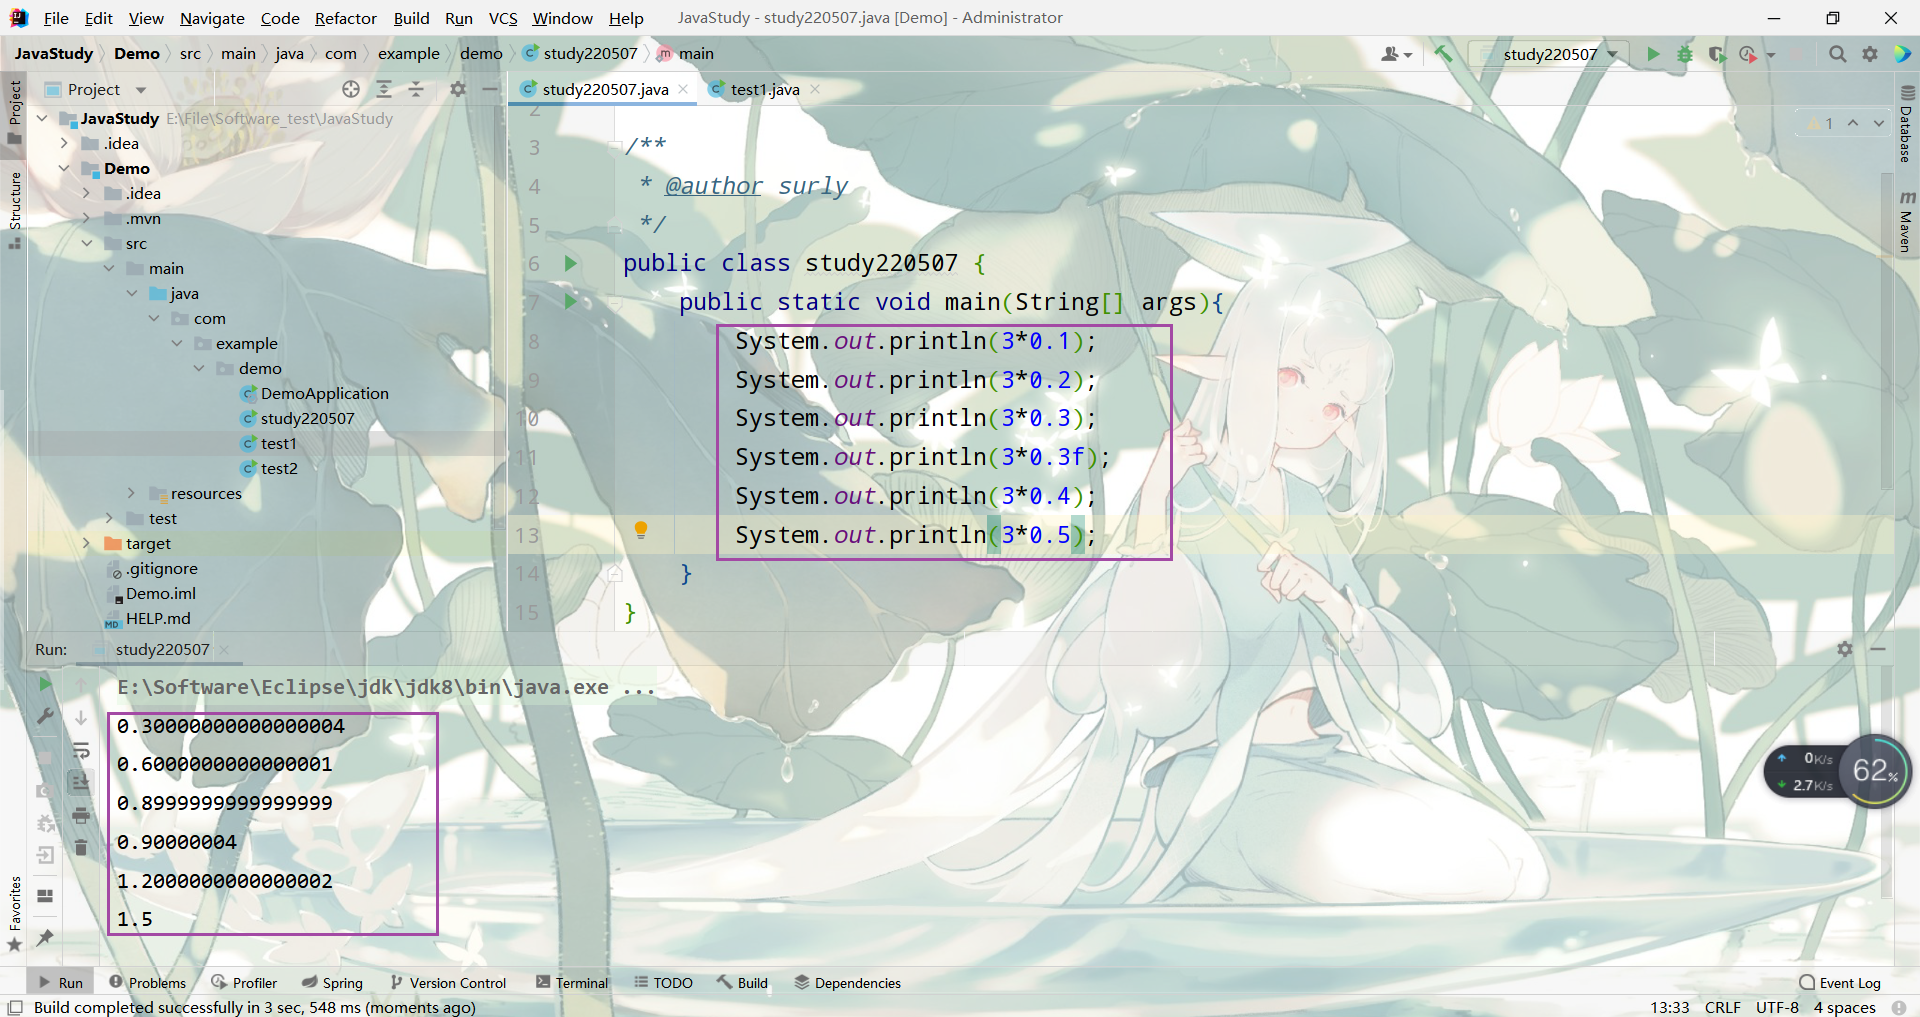 File Edit View Navigate Code Refactor Build Run VCS Window Help JavaStudy - study220507.java [Demo] - Administrator
JavaStudy Demo src main java com example demo study220507 main study220507
Project study220507.java test1.java
JavaStudy E:\File\Software_test\JavaStudy
.idea
Demo
.idea
.mvn
src
main
java
com
example
demo
DemoApplication
study220507
test1
test2
resources
test
target
.gitignore
Demo.iml
HELP.md
Project
Structure
Favorites
2
3 /**
4 * @author surly
5 */
6 public class study220507 {
7 public static void main(String[] args){
8 System.out.println(3*0.1);
9 System.out.println(3*0.2);
10 System.out.println(3*0.3);
11 System.out.println(3*0.3f);
12 System.out.println(3*0.4);
13 System.out.println(3*0.5);
14 }
15 }
1
Database
Maven
Run: study220507
E:\Software\Eclipse\jdk\jdk8\bin\java.exe ...
0.30000000000000004
0.6000000000000001
0.8999999999999999
0.90000004
1.2000000000000002
1.5
0K/s
2.7K/s
62%
Run Problems Profiler Spring Version Control Terminal TODO Build Dependencies Event Log
Build completed successfully in 3 sec, 548 ms (moments ago) 13:33 CRLF UTF-8 4 spaces